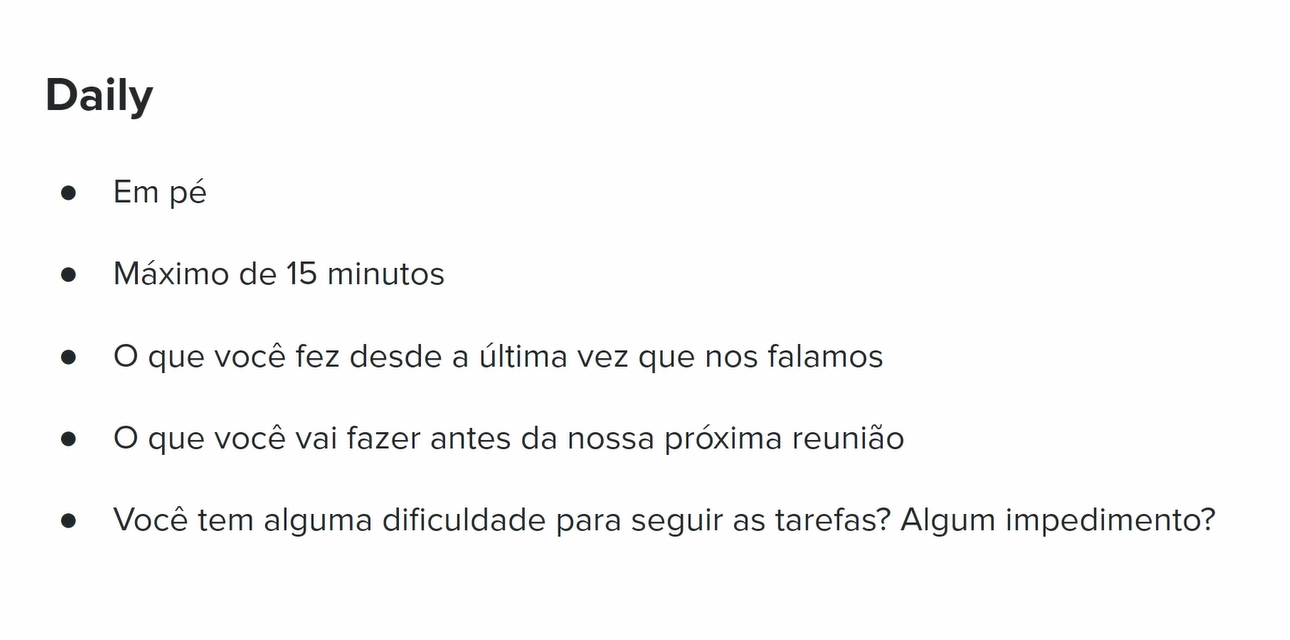 Daily
● Em pé
● Máximo de 15 minutos
● O que você fez desde a última vez que nos falamos
● O que você vai fazer antes da nossa próxima reunião
● Você tem alguma dificuldade para seguir as tarefas? Algum impedimento?